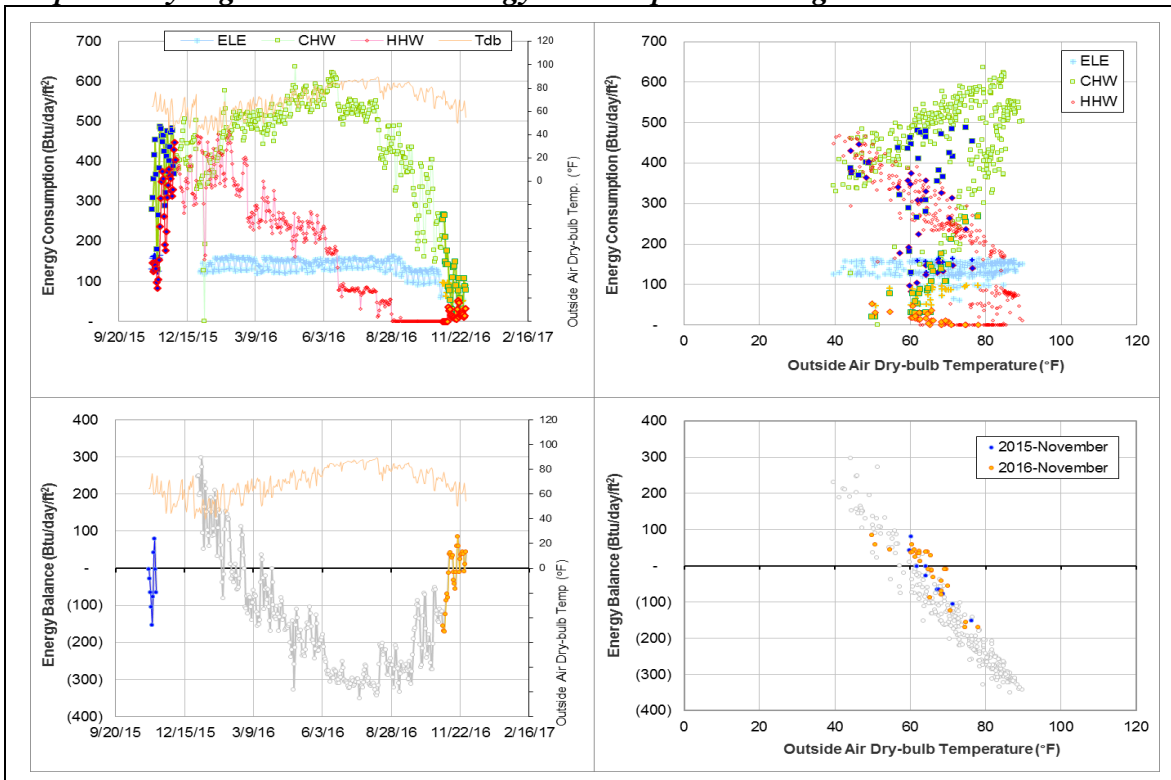 ELE CHW HHW Tdb
700
600
500
400
300
200
100
-
Energy Consumption (Btu/day/ft²)
120
100
80
60
40
20
0
Outside Air Dry-bulb Temp. (°F)
9/20/15 12/15/15 3/9/16 6/3/16 8/28/16 11/22/16 2/16/17
ELE
CHW
HHW
700
600
500
400
300
200
100
-
Energy Consumption (Btu/day/ft²)
0 20 40 60 80 100 120
Outside Air Dry-bulb Temperature (°F)
400
300
200
100
-
(100)
(200)
(300)
(400)
Energy Balance (Btu/day/ft²)
120
100
80
60
40
20
0
Outside Air Dry-bulb Temp (°F)
9/20/15 12/15/15 3/9/16 6/3/16 8/28/16 11/22/16 2/16/17
2015-November
2016-November
400
300
200
100
-
(100)
(200)
(300)
(400)
Energy Balance (Btu/day/ft²)
0 20 40 60 80 100 120
Outside Air Dry-bulb Temperature (°F)